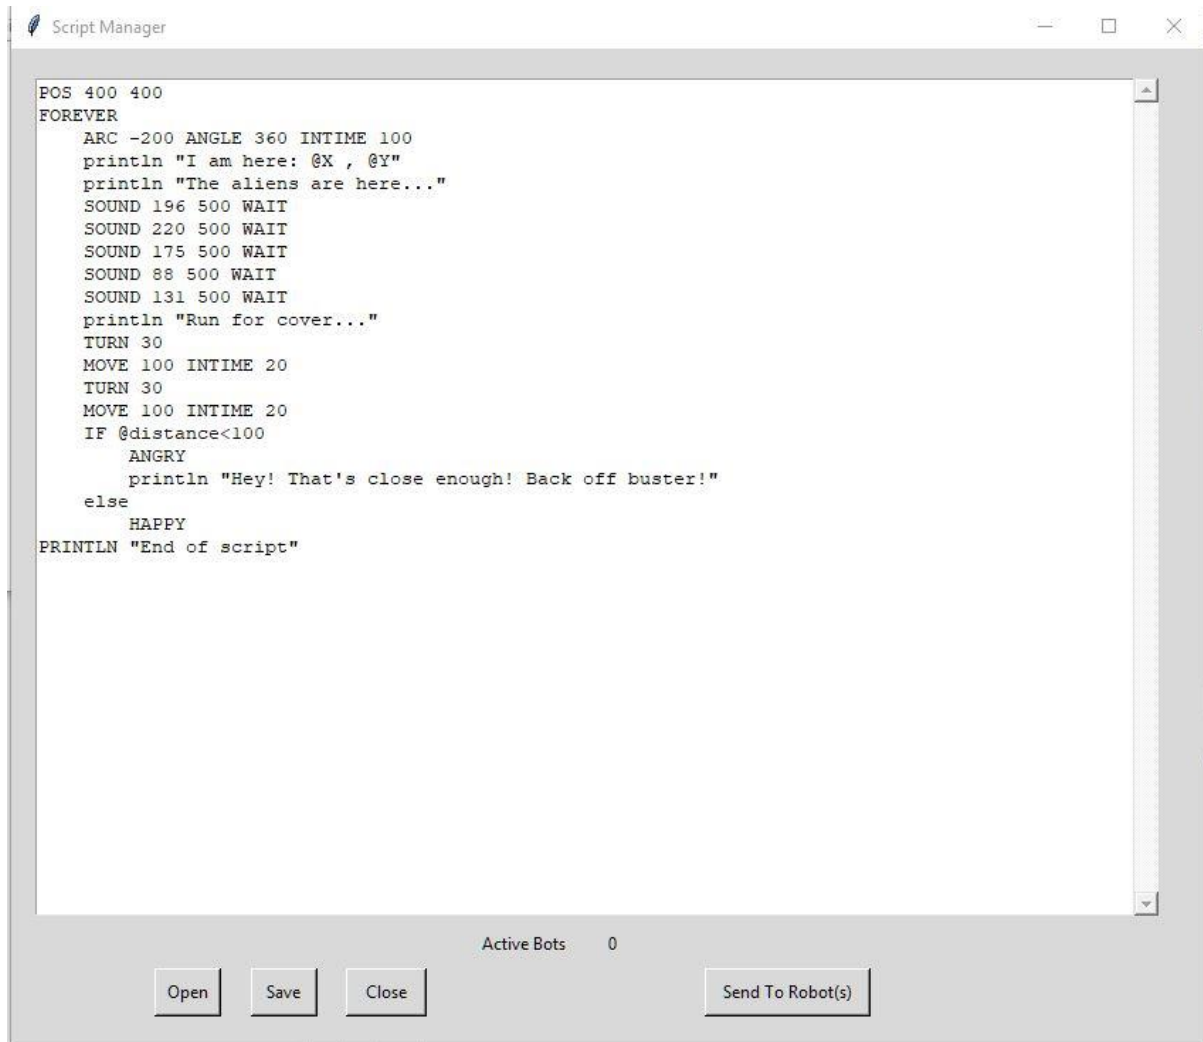 Script Manager
POS 400 400
FOREVER
    ARC -200 ANGLE 360 INTIME 100
    println "I am here: @X , @Y"
    println "The aliens are here..."
    SOUND 196 500 WAIT
    SOUND 220 500 WAIT
    SOUND 175 500 WAIT
    SOUND 88 500 WAIT
    SOUND 131 500 WAIT
    println "Run for cover..."
    TURN 30
    MOVE 100 INTIME 20
    TURN 30
    MOVE 100 INTIME 20
    IF @distance<100
        ANGRY
        println "Hey! That's close enough! Back off buster!"
    else
        HAPPY
PRINTLN "End of script"
Active Bots 0
Open Save Close Send To Robot(s)